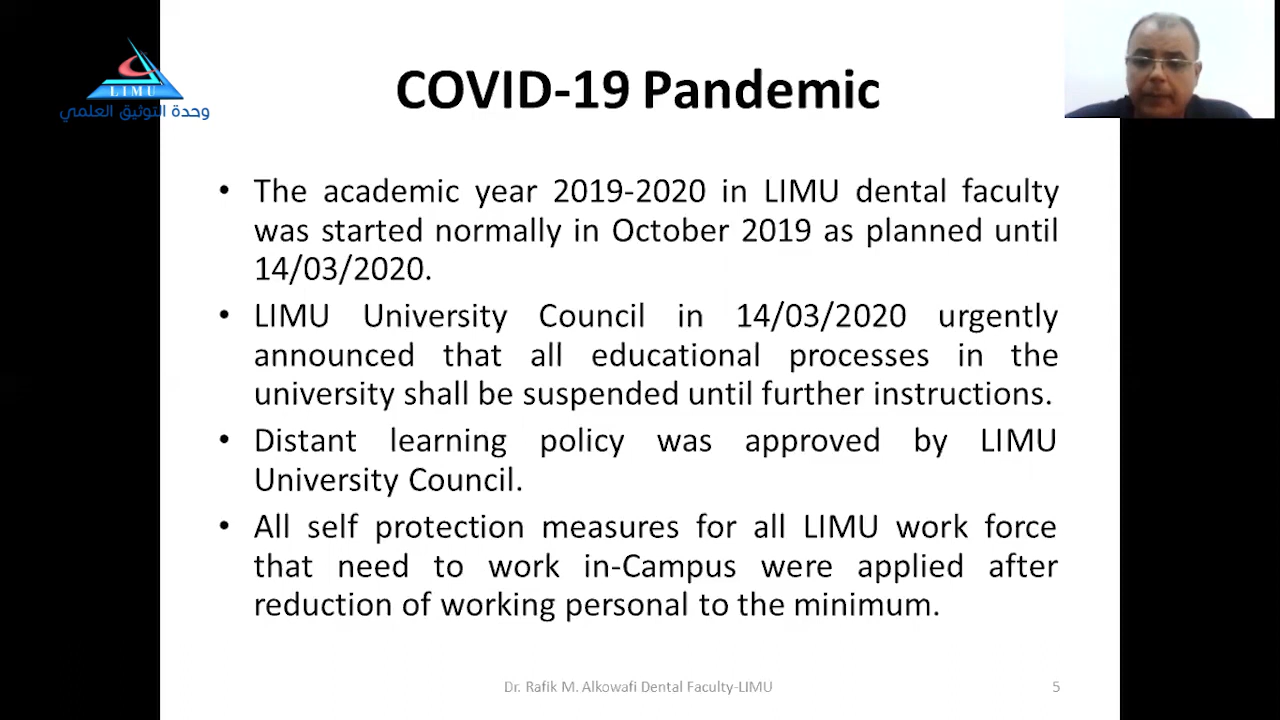 LIMU
وحدة التوثيق العلمي
COVID-19 Pandemic
• The academic year 2019-2020 in LIMU dental faculty
was started normally in October 2019 as planned until
14/03/2020.
• LIMU University Council in 14/03/2020 urgently
announced that all educational processes in the
university shall be suspended until further instructions.
• Distant learning policy was approved by LIMU
University Council.
• All self protection measures for all LIMU work force
that need to work in-Campus were applied after
reduction of working personal to the minimum.
Dr. Rafik M. Alkowafi Dental Faculty-LIMU
5